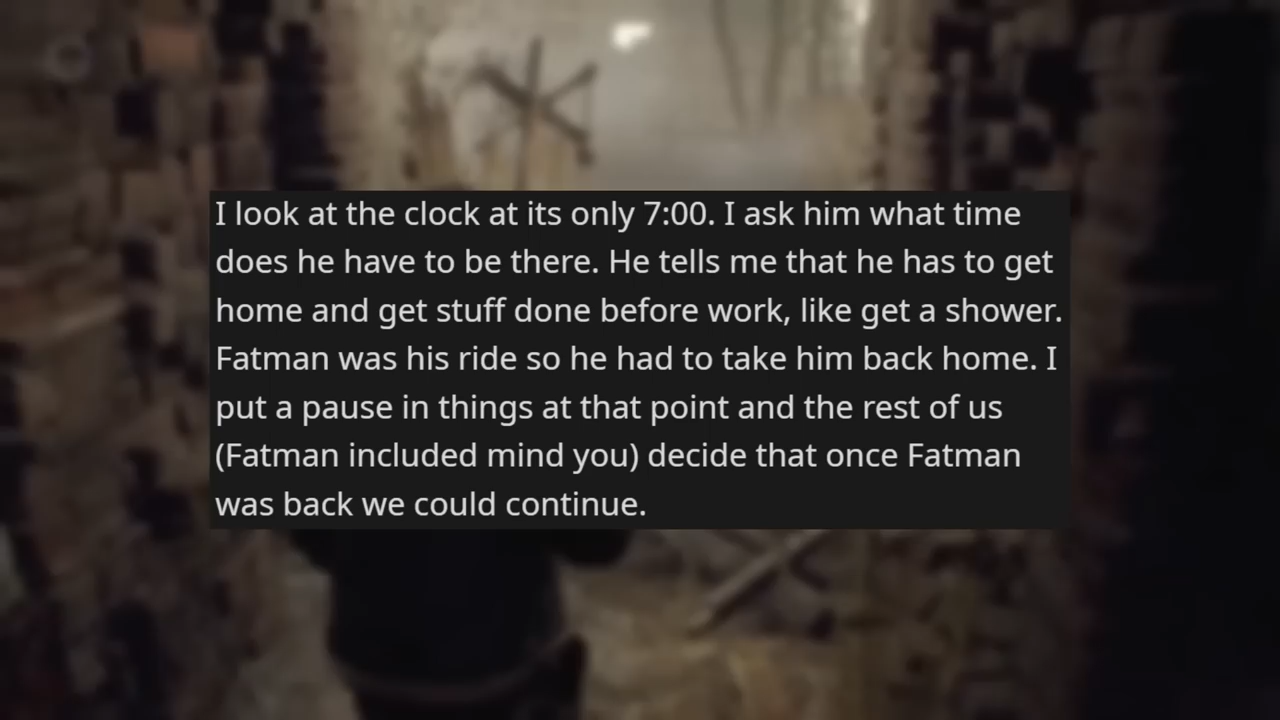 I look at the clock at its only 7:00. I ask him what time
does he have to be there. He tells me that he has to get
home and get stuff done before work, like get a shower.
Fatman was his ride so he had to take him back home. I
put a pause in things at that point and the rest of us
(Fatman included mind you) decide that once Fatman
was back we could continue.